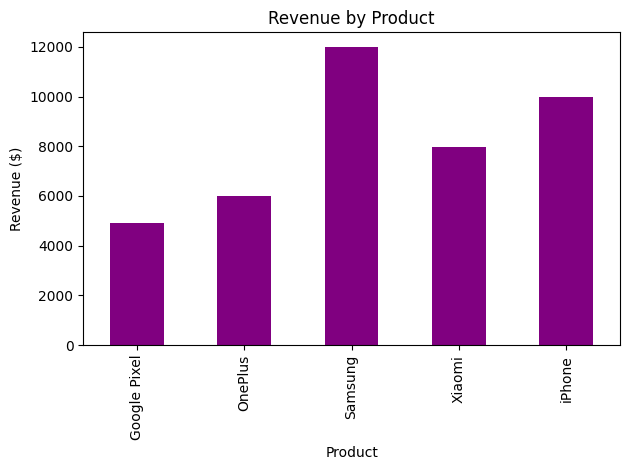 Revenue by Product
Revenue ($)
12000
10000
8000
6000
4000
2000
0
Google Pixel
OnePlus
Samsung
Xiaomi
iPhone
Product